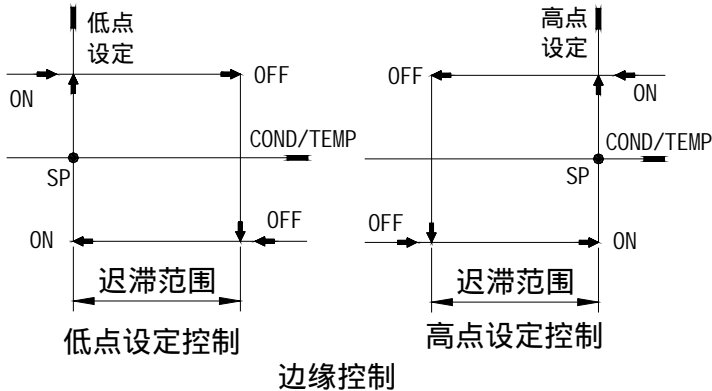 低点
设定
OFF
ON
COND/TEMP
SP
OFF
ON
迟滞范围
低点设定控制
高点
设定
OFF
ON
COND/TEMP
SP
OFF
ON
迟滞范围
高点设定控制
边缘控制